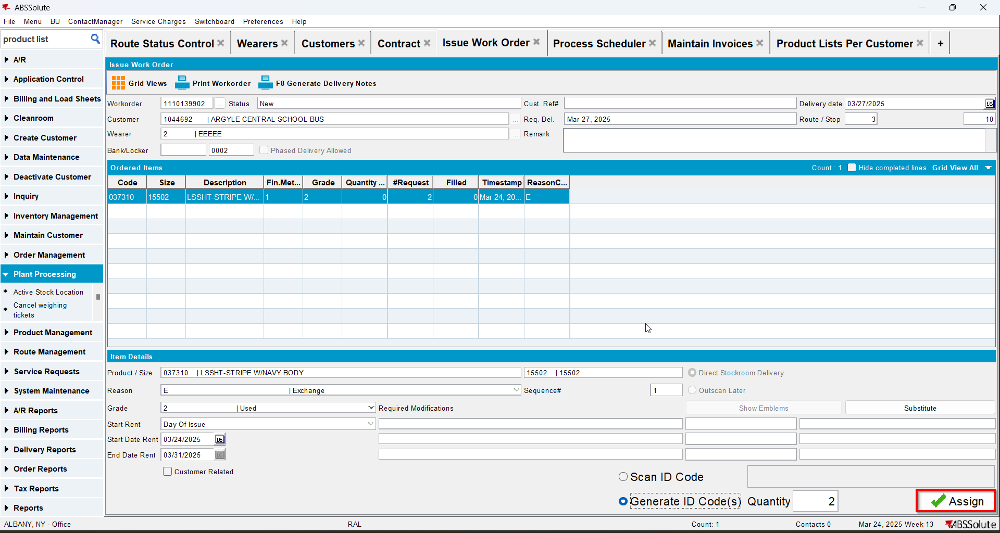 ABSSolute
File Menu BU ContactManager Service Charges Switchboard Preferences Help
product list
Route Status Control Wearers Customers Contract Issue Work Order Process Scheduler Maintain Invoices Product Lists Per Customer +
A/R
Application Control
Billing and Load Sheets
Cleanroom
Create Customer
Data Maintenance
Deactivate Customer
Inquiry
Inventory Management
Maintain Customer
Order Management
Plant Processing
Active Stock Location
Cancel weighing
tickets
Product Management
Route Management
Service Requests
System Maintenance
A/R Reports
Billing Reports
Delivery Reports
Order Reports
Tax Reports
Reports
Issue Work Order
Grid Views Print Workorder F8 Generate Delivery Notes
Workorder 1110139902 ... Status New Cust. Ref# Delivery date 03/27/2025 16
Customer 1044692 | ARGYLE CENTRAL SCHOOL BUS ... Req. Del. Mar 27, 2025 Route / Stop 3 10
Wearer 2 | EEEEE ... Remark
Bank/Locker 0002 Phased Delivery Allowed
Ordered Items Count : 1 Hide completed lines Grid View All
Code Size Description Fin.Met... Grade Quantity ... #Request Filled Timestamp ReasonC...
037310 15502 LSSHT-STRIPE W/... 1 2 0 2 0 Mar 24, 20... E
Item Details
Product / Size 037310 | LSSHT-STRIPE W/NAVY BODY 15502 | 15502 Direct Stockroom Delivery
Reason E | Exchange Sequence# 1 Outscan Later
Grade 2 | Used Required Modifications Show Emblems Substitute
Start Rent Day Of Issue
Start Date Rent 03/24/2025 16
End Date Rent 03/31/2025 16
Customer Related
Scan ID Code
Generate ID Code(s) Quantity 2 Assign
ALBANY, NY - Office RAL Count: 1 Contacts 0 Mar 24, 2025 Week 13 ABSSolute